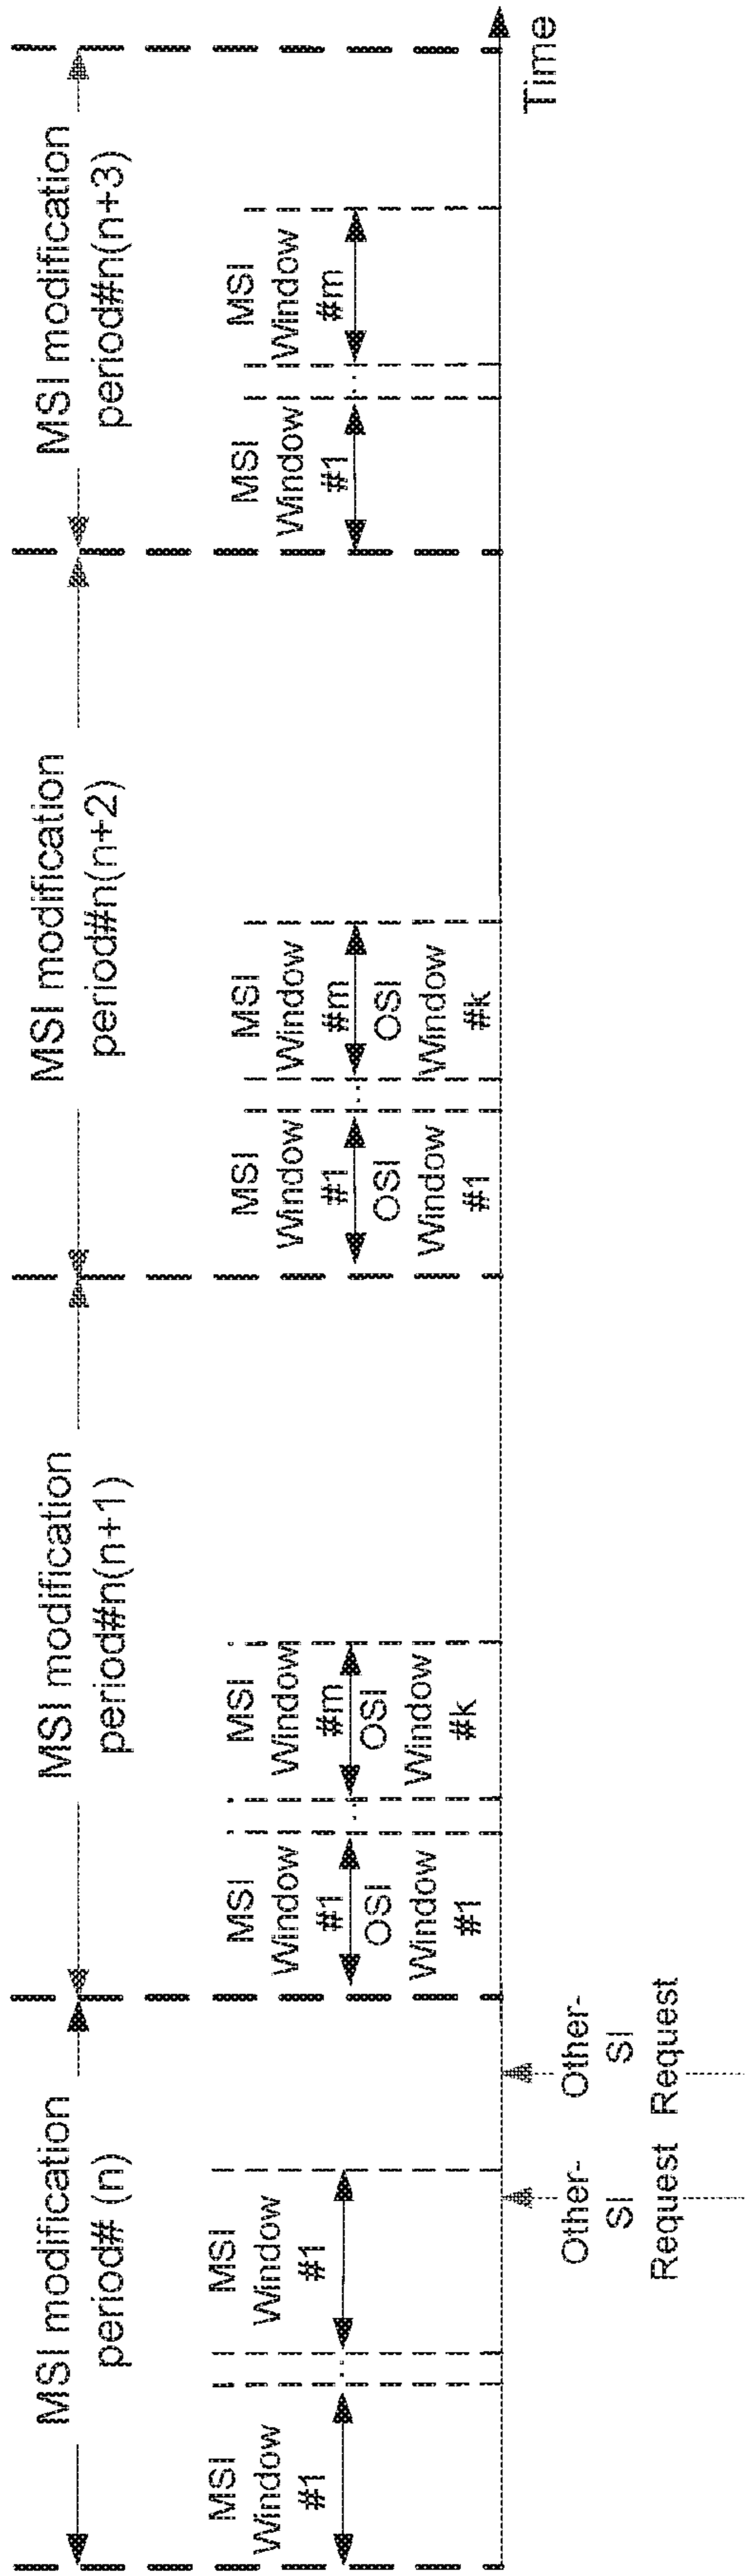 MSI modification
period# (n)
MSI modification
period#n(n+1)
MSI modification
period#n(n+2)
MSI modification
period#n(n+3)
MSI
Window
#1
MSI
Window
#1
MSI
Window
#1
OSI
Window
#1
MSI
Window
#m
OSI
Window
#k
MSI
Window
#1
OSI
Window
#1
MSI
Window
#m
OSI
Window
#k
MSI
Window
#1
MSI
Window
#m
Time
Other-
SI
Request
Other-
SI
Request